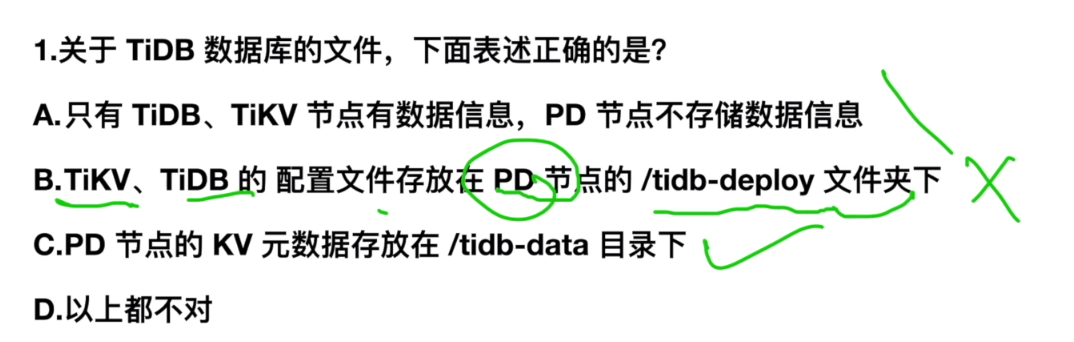 1.关于 TiDB 数据库的文件，下面表述正确的是?
A.只有 TiDB、TiKV 节点有数据信息，PD 节点不存储数据信息
B.TiKV、TiDB 的 配置文件存放在 PD 节点的 /tidb-deploy 文件夹下
C.PD 节点的 KV 元数据存放在 /tidb-data 目录下
D.以上都不对